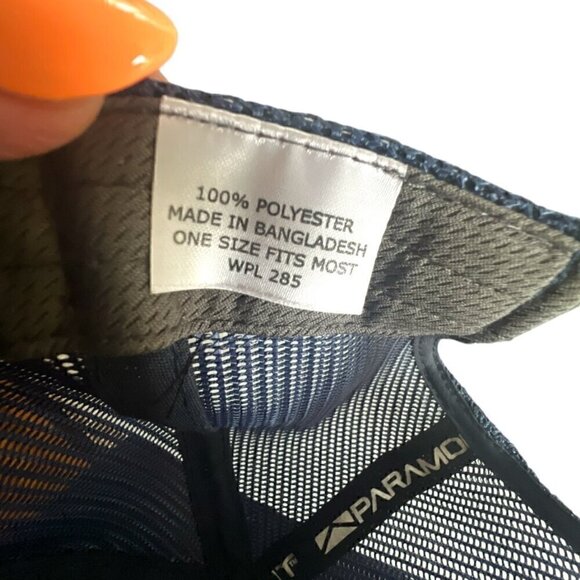 100% POLYESTER
MADE IN BANGLADESH
ONE SIZE FITS MOST
WPL 285
T PARAMO